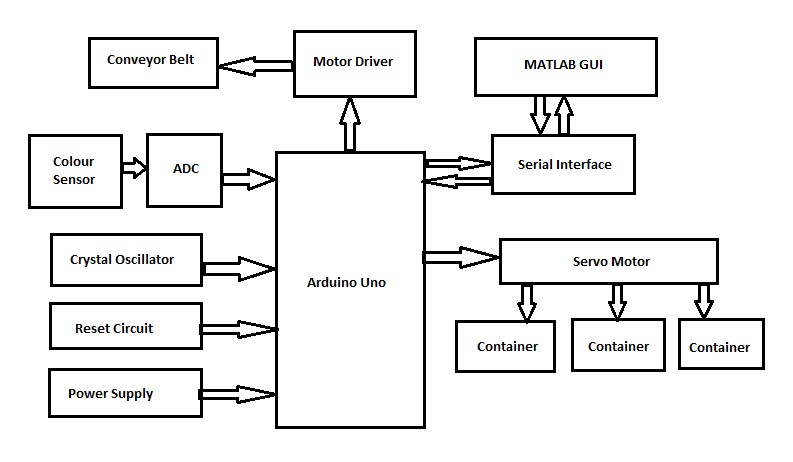 Conveyor Belt
Motor Driver
MATLAB GUI
Colour
Sensor
ADC
Serial Interface
Crystal Oscillator
Arduino Uno
Servo Motor
Reset Circuit
Container
Container
Container
Power Supply